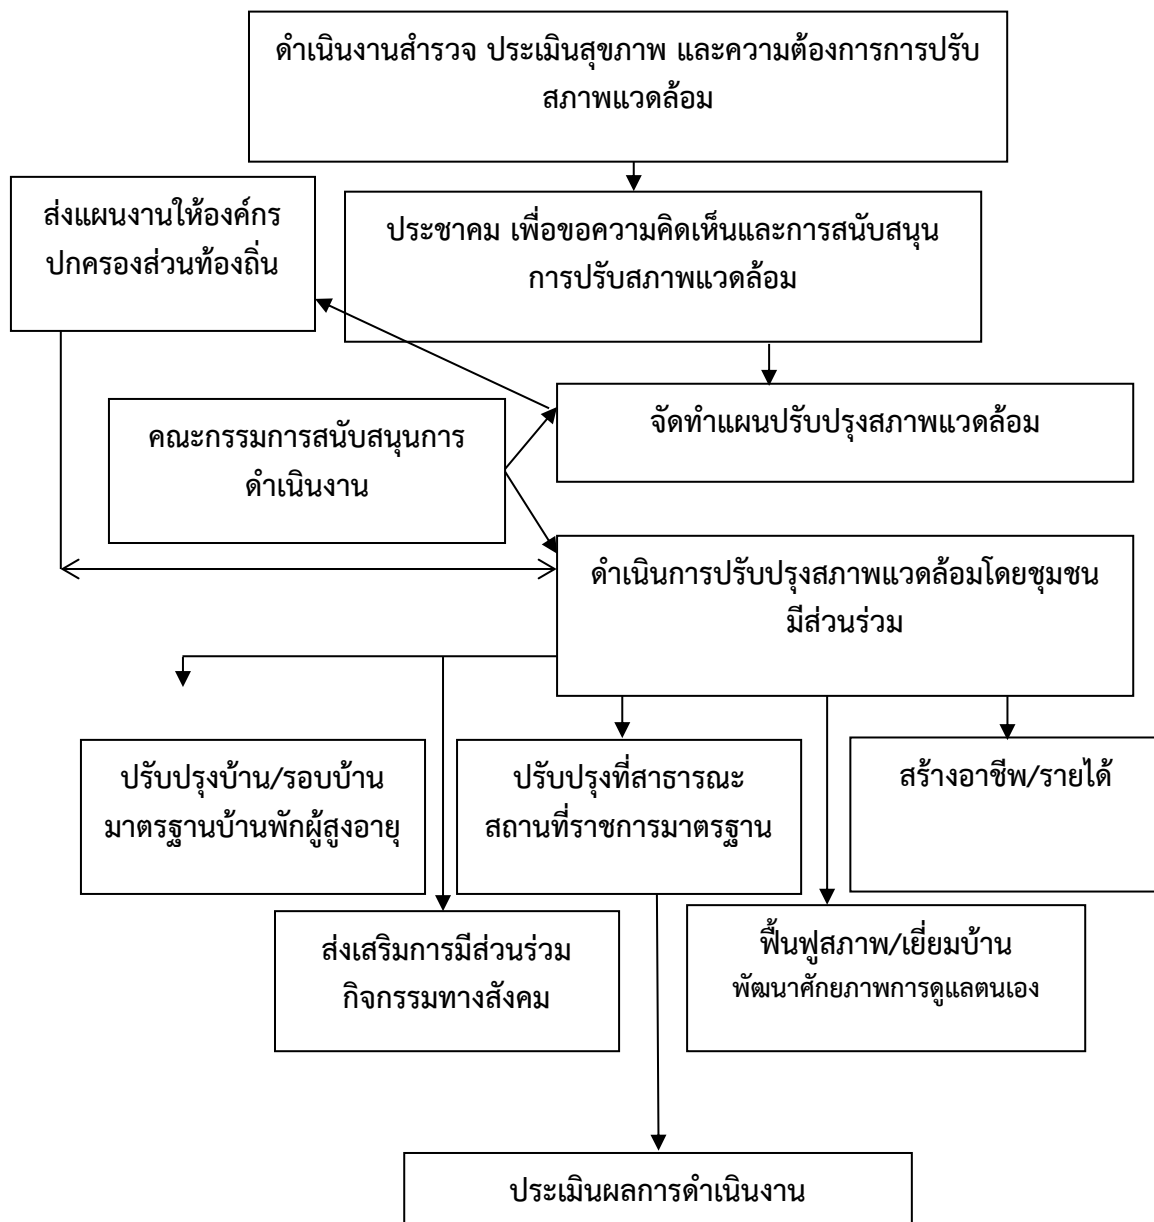 ดำเนินงานสำรวจ ประเมินสุขภาพ และความต้องการการปรับ
สภาพแวดล้อม
ส่งแผนงานให้องค์กร
ปกครองส่วนท้องถิ่น
ประชาคม เพื่อขอความคิดเห็นและการสนับสนุน
การปรับสภาพแวดล้อม
จัดทำแผนปรับปรุงสภาพแวดล้อม
คณะกรรมการสนับสนุนการ
ดำเนินงาน
ดำเนินการปรับปรุงสภาพแวดล้อมโดยชุมชน
มีส่วนร่วม
ปรับปรุงบ้าน/รอบบ้าน
มาตรฐานบ้านพักผู้สูงอายุ
ปรับปรุงที่สาธารณะ
สถานที่ราชการมาตรฐาน
สร้างอาชีพ/รายได้
ส่งเสริมการมีส่วนร่วม
กิจกรรมทางสังคม
ฟื้นฟูสภาพ/เยี่ยมบ้าน
พัฒนาศักยภาพการดูแลตนเอง
ประเมินผลการดำเนินงาน